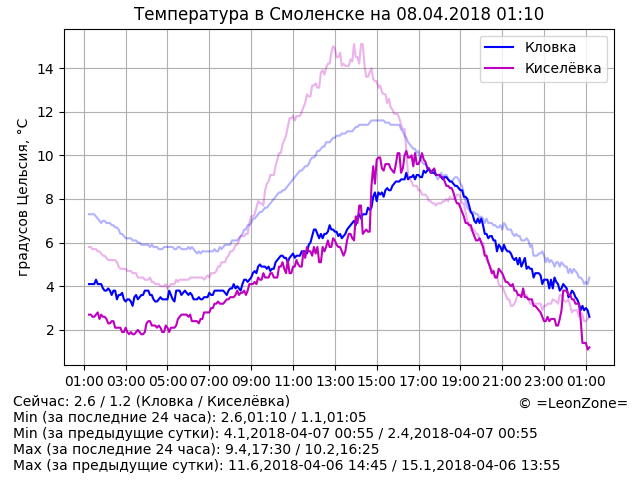 Температура в Смоленске на 08.04.2018 01:10
Кловка
Киселёвка
градусов Цельсия, °C
14
12
10
8
6
4
2
01:00 03:00 05:00 07:00 09:00 11:00 13:00 15:00 17:00 19:00 21:00 23:00 01:00
Сейчас: 2.6 / 1.2 (Кловка / Киселёвка)
© =LeonZone=
Min (за последние 24 часа): 2.6,01:10 / 1.1,01:05
Min (за предыдущие сутки): 4.1,2018-04-07 00:55 / 2.4,2018-04-07 00:55
Max (за последние 24 часа): 9.4,17:30 / 10.2,16:25
Max (за предыдущие сутки): 11.6,2018-04-06 14:45 / 15.1,2018-04-06 13:55